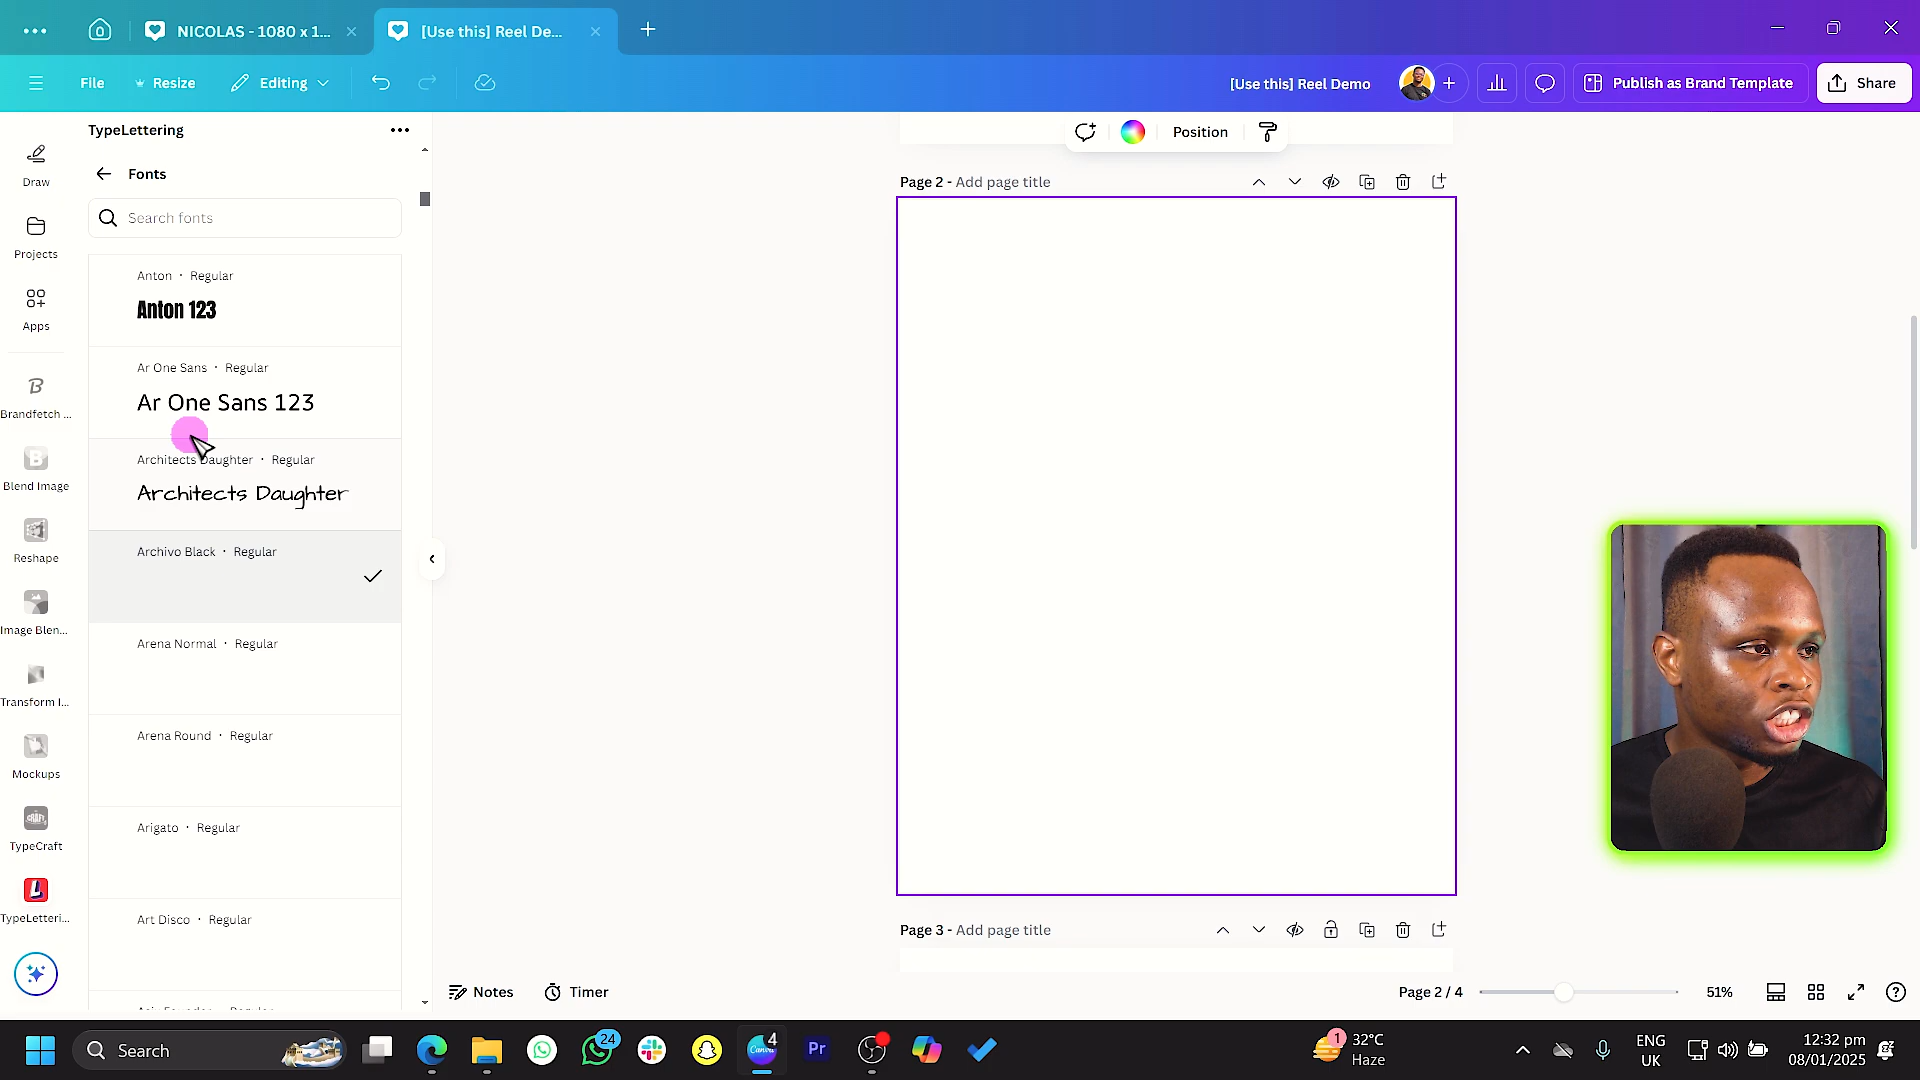 NICOLAS - 1080 x 1...
[Use this] Reel De...
File
Resize
Editing
[Use this] Reel Demo
Publish as Brand Template
Share
TypeLettering
Draw
Fonts
Position
Page 2 - Add page title
Search fonts
Projects
Anton · Regular
Anton 123
Apps
Ar One Sans · Regular
Ar One Sans 123
Brandfetch ...
Architects Daughter · Regular
Architects Daughter
Blend Image
Archivo Black · Regular
Reshape
Image Blen...
Arena Normal · Regular
Transform I...
Arena Round · Regular
Mockups
Arigato · Regular
TypeCraft
Art Disco · Regular
TypeLetteri...
Page 3 - Add page title
Notes
Timer
Page 2 / 4
51%
Search
24
Canva
4
Pr
1
32°C
Haze
ENG
UK
12:32 pm
08/01/2025